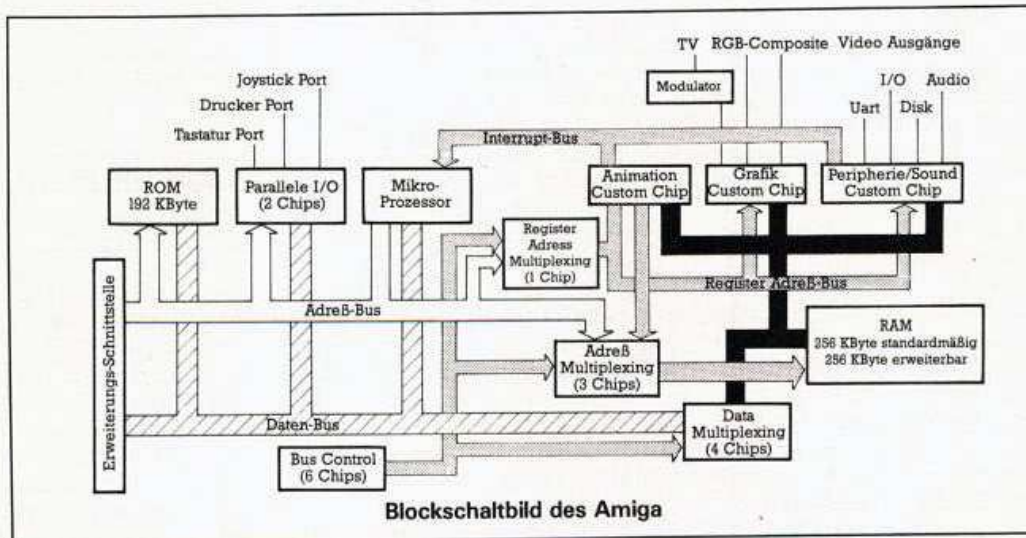 TV RGB-Composite Video Ausgänge
Joystick Port
Modulator
I/O Audio
Drucker Port
Uart Disk
Tastatur Port
Interrupt-Bus
ROM
192 KByte
Parallele I/O
(2 Chips)
Mikro-
Prozessor
Animation
Custom Chip
Grafik
Custom Chip
Peripherie/Sound
Custom Chip
Register
Adress
Multiplexing
(1 Chip)
Register Adreß-Bus
Erweiterungs-Schnittstelle
Adreß-Bus
RAM
256 KByte standardmäßig
256 KByte erweiterbar
Adreß
Multiplexing
(3 Chips)
Daten-Bus
Data
Multiplexing
(4 Chips)
Bus Control
(6 Chips)
Blockschaltbild des Amiga